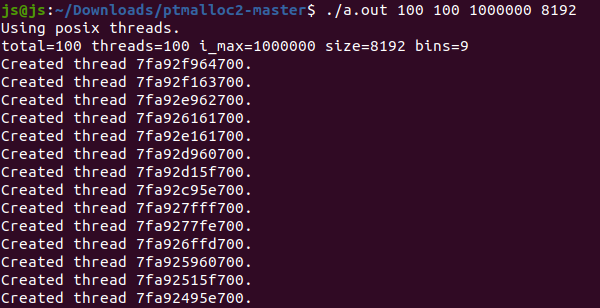 js@js:~/Downloads/ptmalloc2-master$ ./a.out 100 100 1000000 8192
Using posix threads.
total=100 threads=100 i_max=1000000 size=8192 bins=9
Created thread 7fa92f964700.
Created thread 7fa92f163700.
Created thread 7fa92e962700.
Created thread 7fa926161700.
Created thread 7fa92e161700.
Created thread 7fa92d960700.
Created thread 7fa92d15f700.
Created thread 7fa92c95e700.
Created thread 7fa927fff700.
Created thread 7fa9277fe700.
Created thread 7fa926ffd700.
Created thread 7fa925960700.
Created thread 7fa92515f700.
Created thread 7fa92495e700.